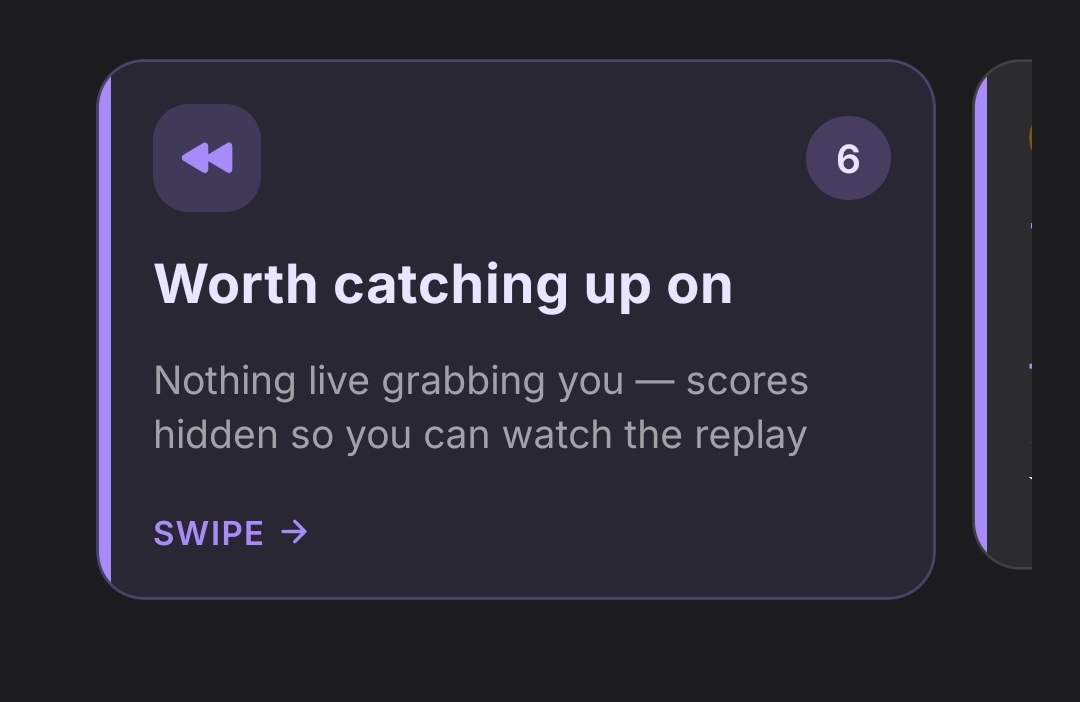 6
Worth catching up on
Nothing live grabbing you — scores
hidden so you can watch the replay
SWIPE →